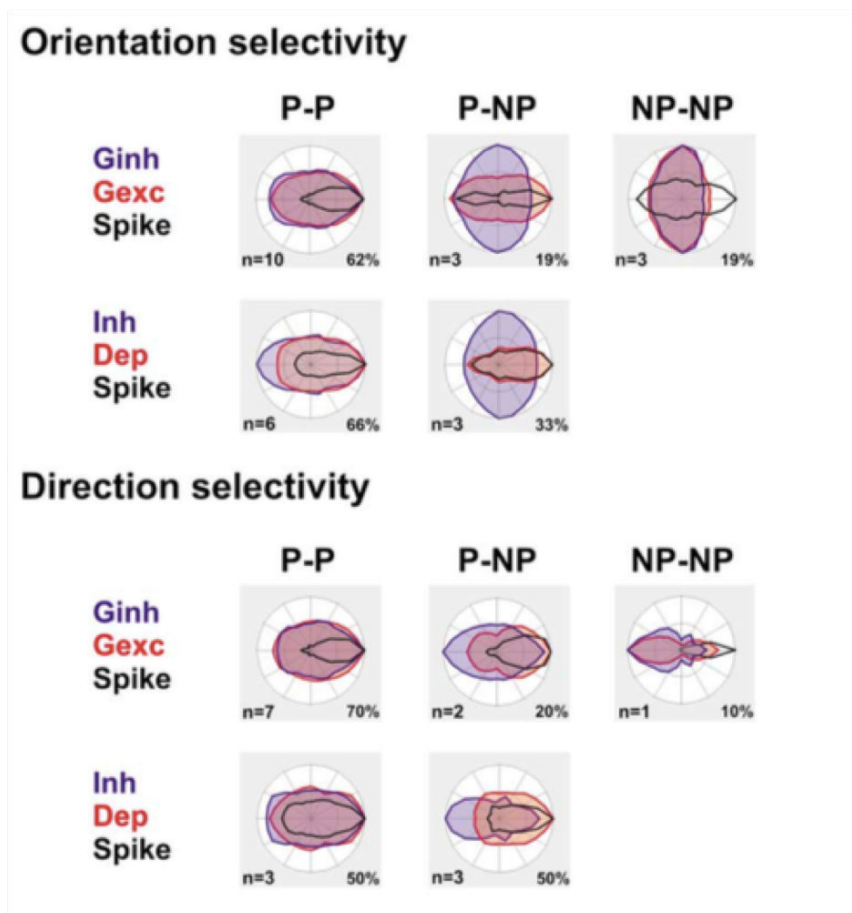 Orientation selectivity
P-P P-NP NP-NP
Ginh
Gexc
Spike
n=10 62% n=3 19% n=3 19%
Inh
Dep
Spike
n=6 66% n=3 33%
Direction selectivity
P-P P-NP NP-NP
Ginh
Gexc
Spike
n=7 70% n=2 20% n=1 10%
Inh
Dep
Spike
n=3 50% n=3 50%